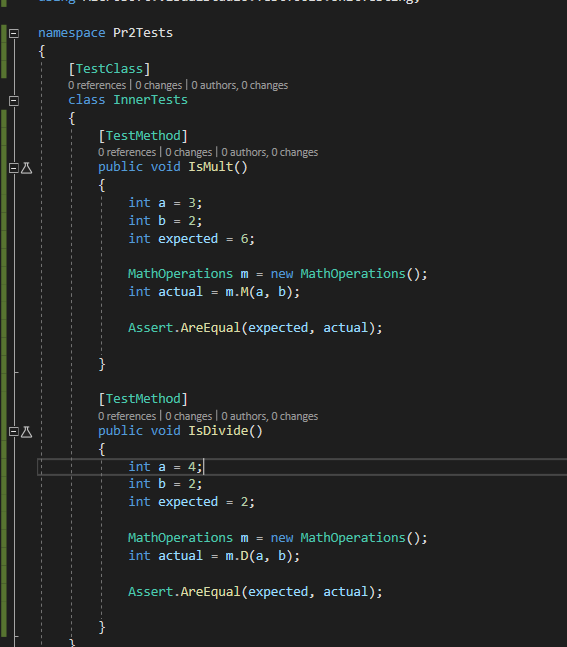 namespace Pr2Tests
{
[TestClass]
0 references | 0 changes | 0 authors, 0 changes
class InnerTests
{
[TestMethod]
0 references | 0 changes | 0 authors, 0 changes
public void IsMult()
{
int a = 3;
int b = 2;
int expected = 6;
MathOperations m = new MathOperations();
int actual = m.M(a, b);
Assert.AreEqual(expected, actual);
}
[TestMethod]
0 references | 0 changes | 0 authors, 0 changes
public void IsDivide()
{
int a = 4;
int b = 2;
int expected = 2;
MathOperations m = new MathOperations();
int actual = m.D(a, b);
Assert.AreEqual(expected, actual);
}